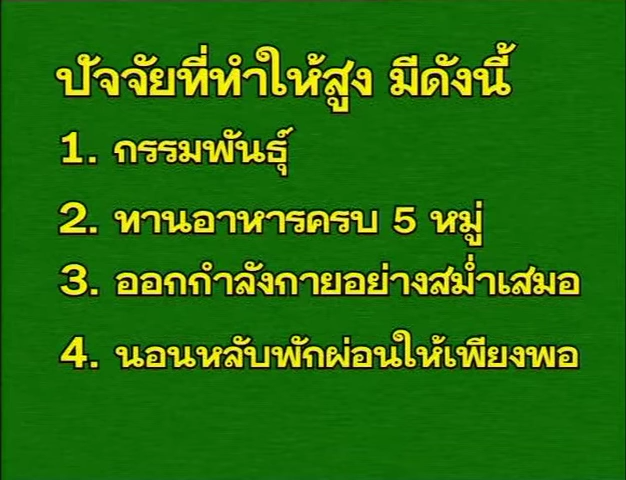 ปัจจัยที่ทำให้สูง มีดังนี้
1. กรรมพันธุ์
2. ทานอาหารครบ 5 หมู่
3. ออกกำลังกายอย่างสม่ำเสมอ
4. นอนหลับพักผ่อนให้เพียงพอ